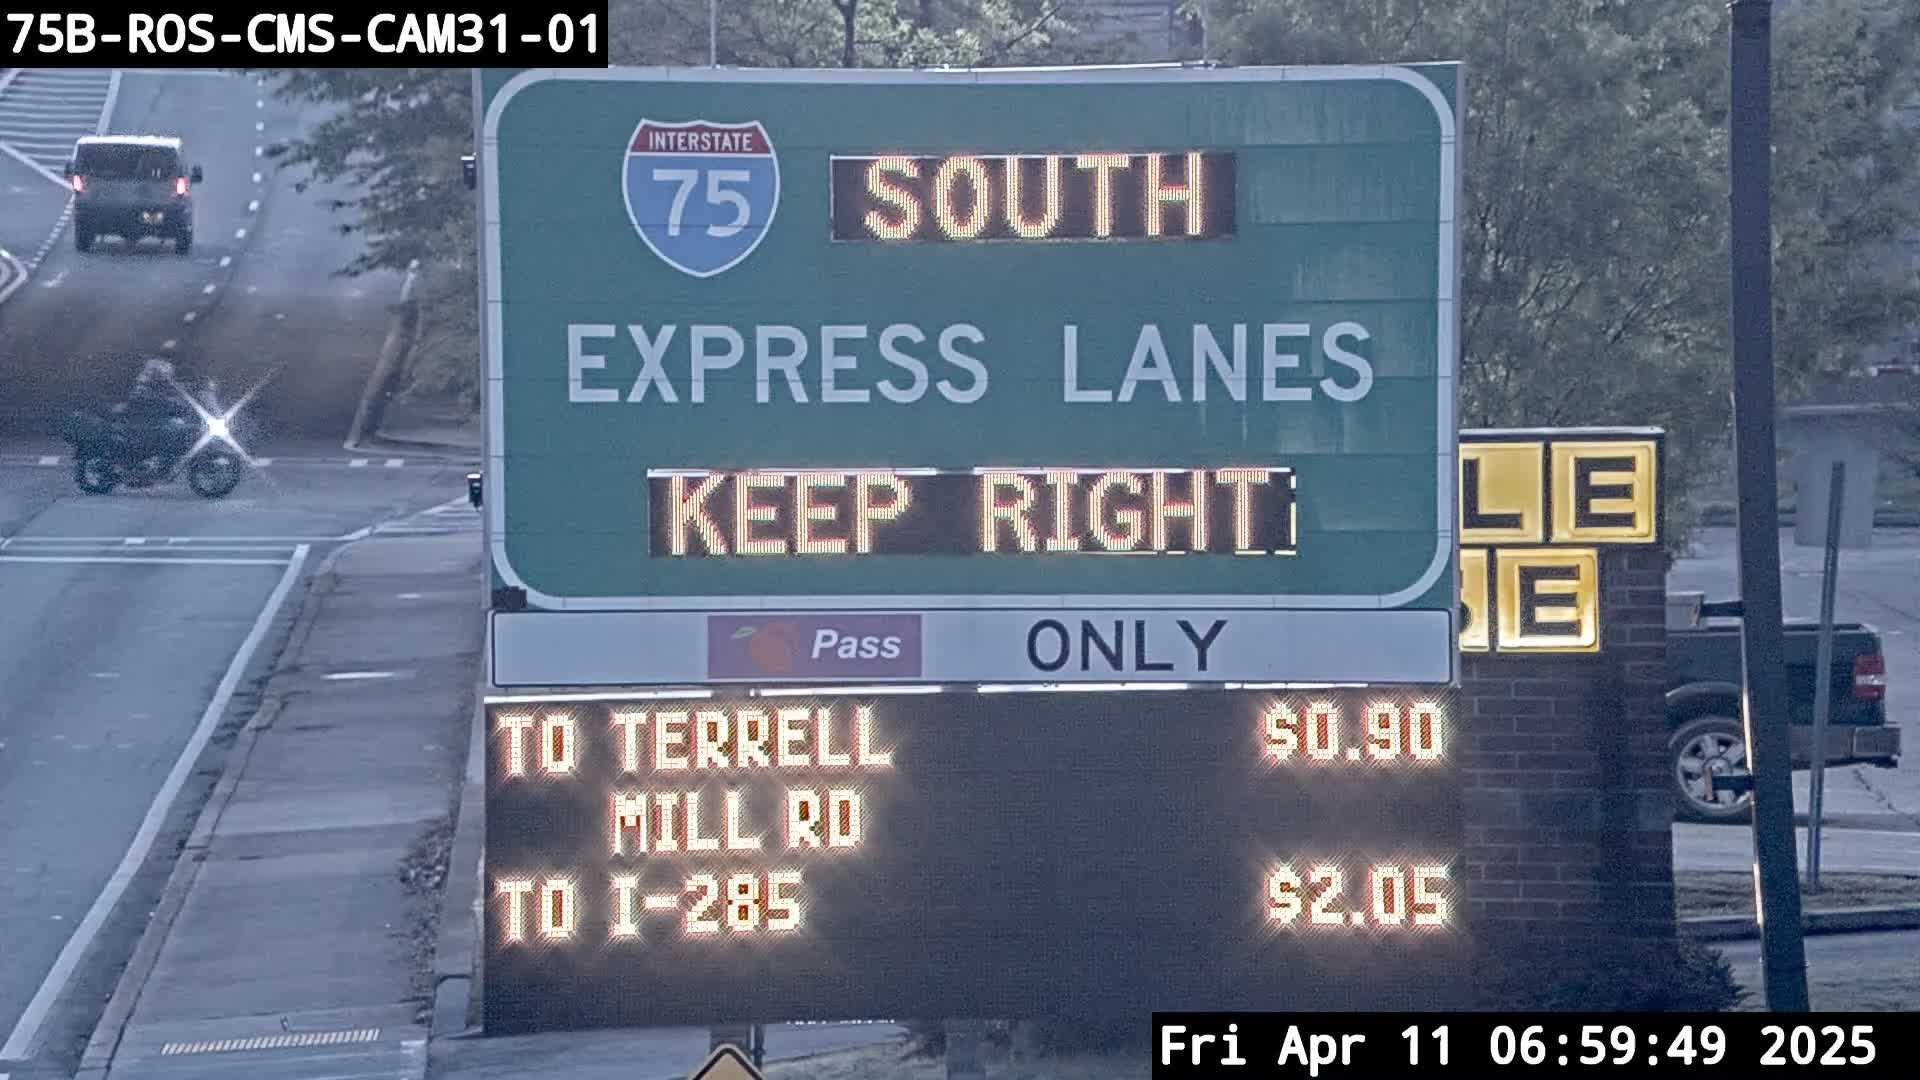 75B-ROS-CMS-CAM31-01
INTERSTATE
75
SOUTH
EXPRESS LANES
KEEP RIGHT
Pass
ONLY
LE
E
TO TERRELL $0.90
MILL RD
TO I-285 $2.05
Fri Apr 11 06:59:49 2025